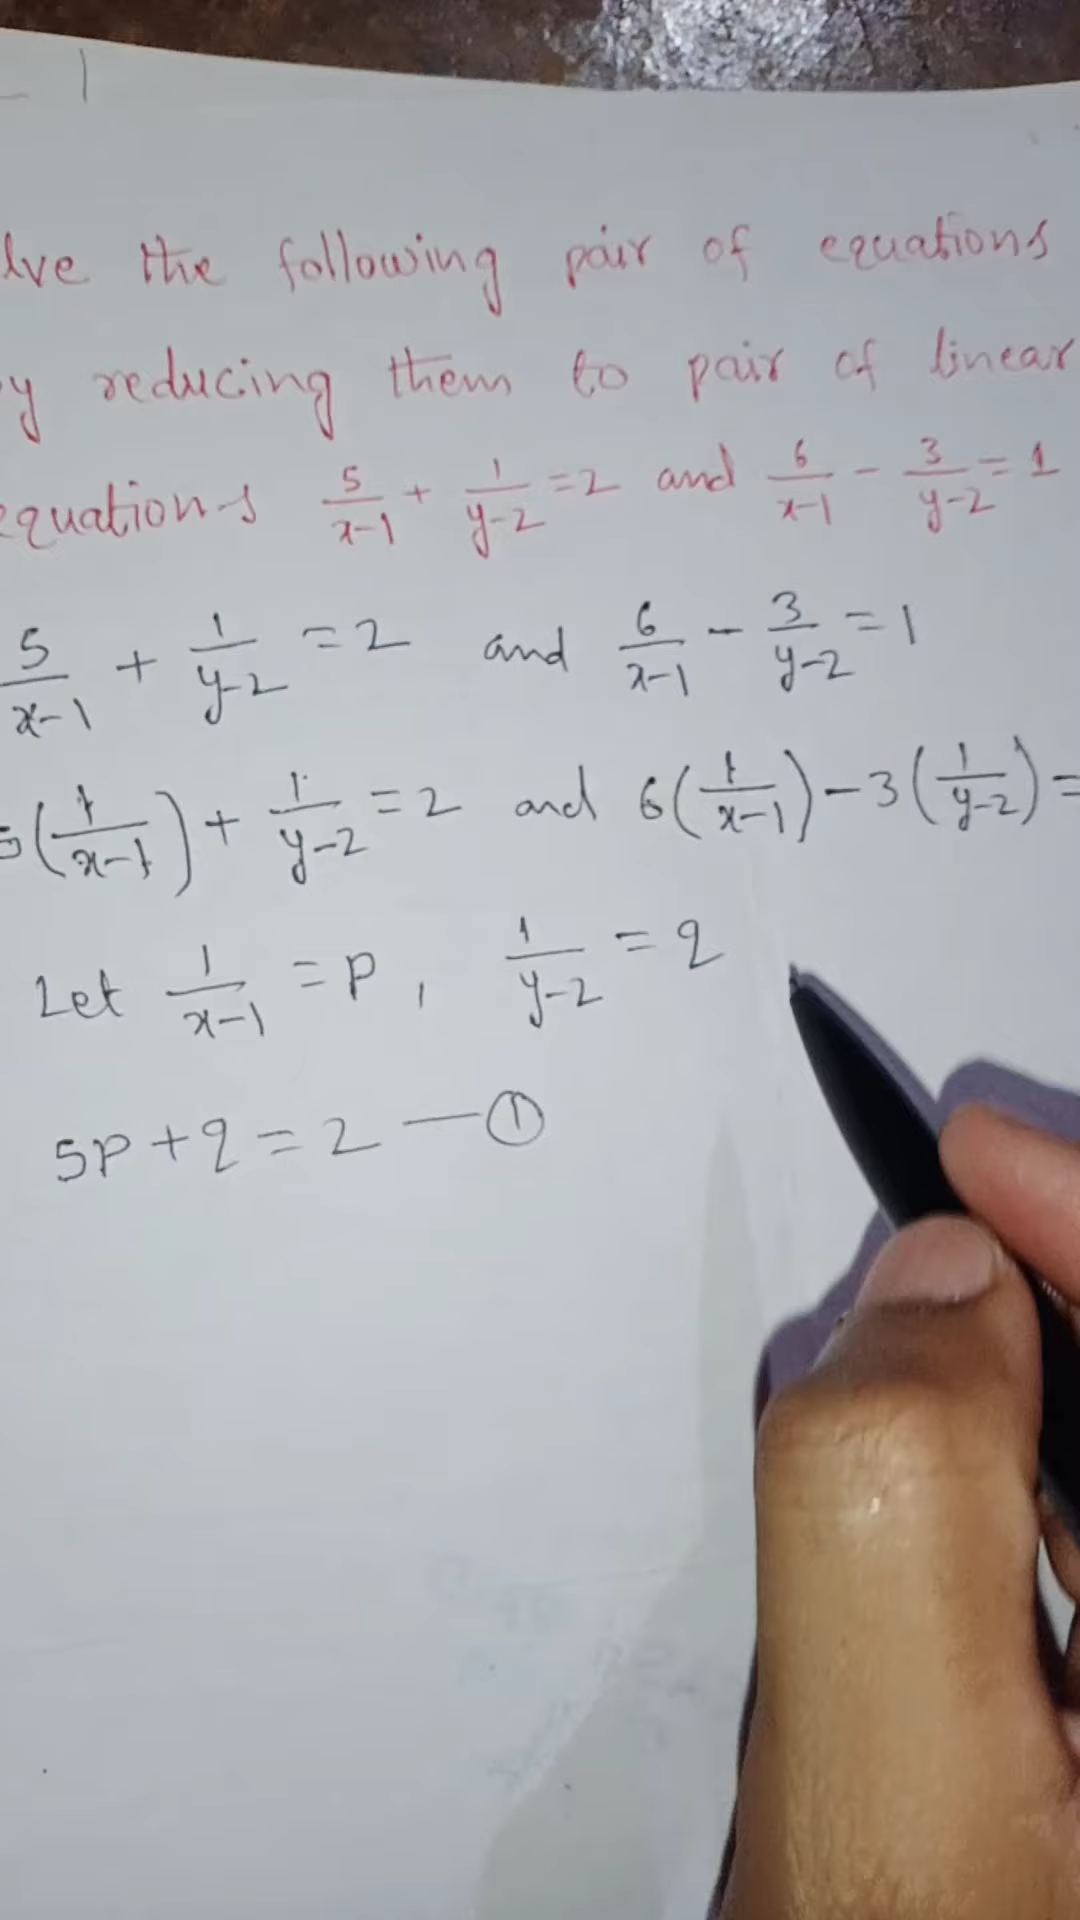 the following pair of equations
reducing them to pair of linear
equations 5/x-1 + 1/y-2 = 2 and 6/x-1 - 3/y-2 = 1
5/x-1 + 1/y-2 = 2 and 6/x-1 - 3/y-2 = 1
5(1/x-1) + 1/y-2 = 2 and 6(1/x-1) - 3(1/y-2) =
Let 1/x-1 = P, 1/y-2 = q
5P + q = 2 — ①